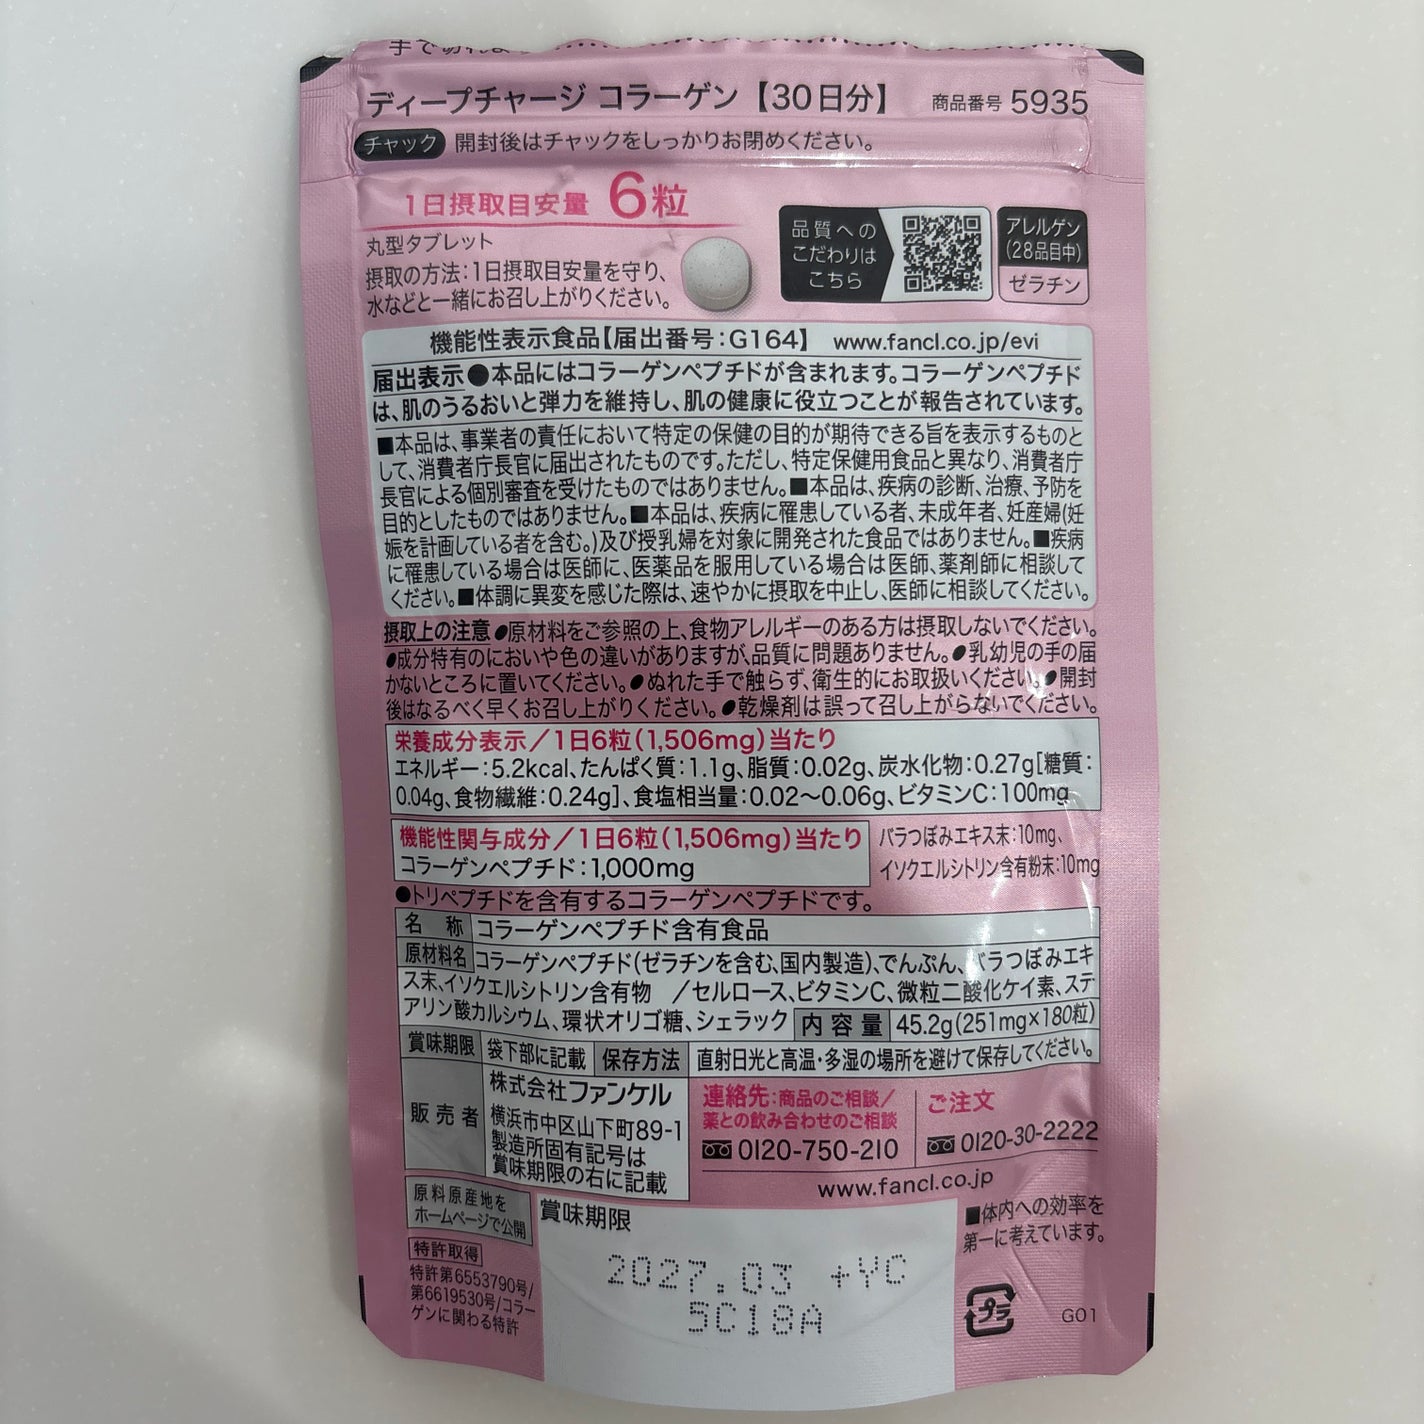 ディープチャージ コラーゲン【30日分】 商品番号 5935
チャック 開封後はチャックをしっかりお閉めください。
1日摂取目安量 6粒
丸型タブレット
摂取の方法:1日摂取目安量を守り、
水などと一緒にお召し上がりください。
品質への
こだわりは
こちら
アレルゲン
(28品目中)
ゼラチン
機能性表示食品【届出番号:G164】 www.fancl.co.jp/evi
届出表示●本品にはコラーゲンペプチドが含まれます。コラーゲンペプチド
は、肌のうるおいと弾力を維持し、肌の健康に役立つことが報告されています。
■本品は、事業者の責任において特定の保健の目的が期待できる旨を表示するものと
して、消費者庁長官に届出されたものです。ただし、特定保健用食品と異なり、消費者庁
長官による個別審査を受けたものではありません。■本品は、疾病の診断、治療、予防を
目的としたものではありません。■本品は、疾病に罹患している者、未成年者、妊産婦(妊
娠を計画している者を含む。)及び授乳婦を対象に開発された食品ではありません。■疾病
に罹患している場合は医師に、医薬品を服用している場合は医師、薬剤師に相談して
ください。■体調に異変を感じた際は、速やかに摂取を中止し、医師に相談してください。
摂取上の注意 ●原材料をご参照の上、食物アレルギーのある方は摂取しないでください。
●成分特有のにおいや色の違いがありますが、品質に問題ありません。●乳幼児の手の届
かないところに置いてください。●ぬれた手で触らず、衛生的にお取扱いください。●開封
後はなるべく早くお召し上がりください。●乾燥剤は誤って召し上がらないでください。
栄養成分表示/1日6粒(1,506mg)当たり
エネルギー:5.2kcal、たんぱく質:1.1g、脂質:0.02g、炭水化物:0.27g[糖質:
0.04g、食物繊維:0.24g]、食塩相当量:0.02〜0.06g、ビタミンC:100mg
機能性関与成分/1日6粒(1,506mg)当たり
コラーゲンペプチド:1,000mg
バラつぼみエキス末:10mg、
イソクエルシトリン含有粉末:10mg
●トリペプチドを含有するコラーゲンペプチドです。
名 称 コラーゲンペプチド含有食品
原材料名 コラーゲンペプチド(ゼラチンを含む、国内製造)、でんぷん、バラつぼみエキ
ス末、イソクエルシトリン含有物 /セルロース、ビタミンC、微粒二酸化ケイ素、ステ
アリン酸カルシウム、環状オリゴ糖、シェラック 内容量 45.2g(251mg×180粒)
賞味期限 袋下部に記載 保存方法 直射日光と高温・多湿の場所を避けて保存してください。
販売者
株式会社ファンケル
横浜市中区山下町89-1
製造所固有記号は
賞味期限の右に記載
連絡先:商品のご相談/
薬との飲み合わせのご相談
0120-750-210
ご注文
0120-30-2222
www.fancl.co.jp
原料原産地を
ホームページで公開
特許取得
特許第6553790号/
第6619530号/コラー
ゲンに関わる特許
賞味期限
2027.03 +YC
5C18A
■体内への効率を
第一に考えています。
プラ
G01